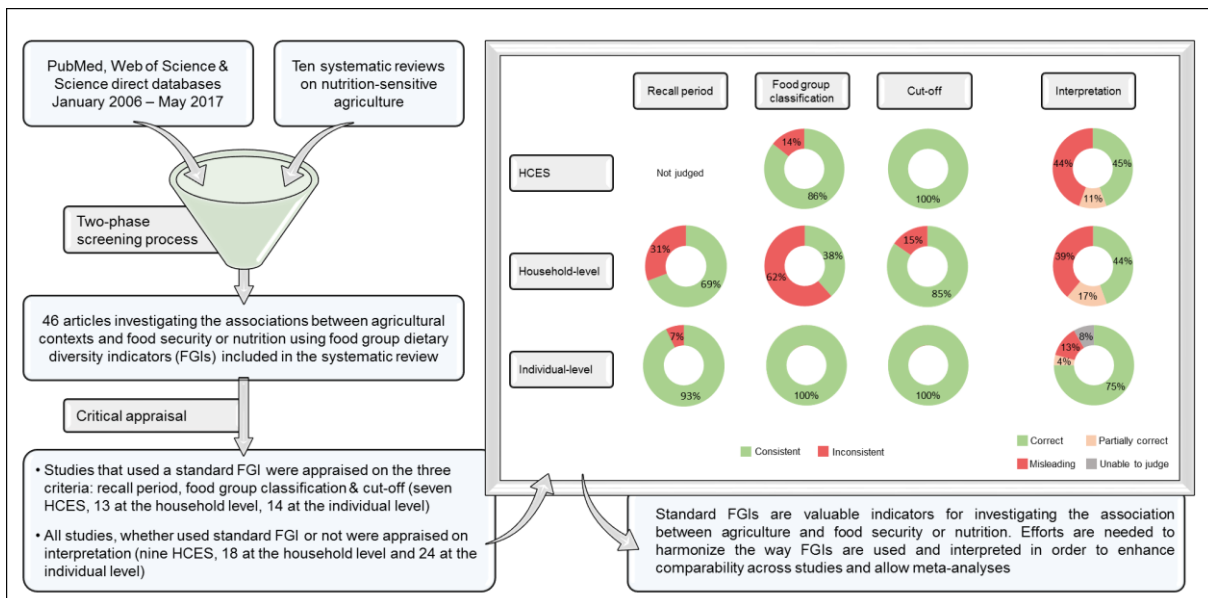 PubMed, Web of Science &
Science direct databases
January 2006 – May 2017
Ten systematic reviews
on nutrition-sensitive
agriculture
Two-phase
screening process
46 articles investigating the associations between agricultural
contexts and food security or nutrition using food group dietary
diversity indicators (FGIs) included in the systematic review
Critical appraisal
• Studies that used a standard FGI were appraised on the three
criteria: recall period, food group classification & cut-off (seven
HCES, 13 at the household level, 14 at the individual level)
• All studies, whether used standard FGI or not were appraised on
interpretation (nine HCES, 18 at the household level and 24 at the
individual level)
Recall period
Food group
classification
Cut-off
Interpretation
HCES
Not judged
14%
86%
100%
44%
45%
11%
Household-level
31%
69%
62%
38%
15%
85%
39%
44%
17%
Individual-level
7%
93%
100%
100%
8%
13%
4%
75%
Consistent
Inconsistent
Correct
Partially correct
Misleading
Unable to judge
Standard FGIs are valuable indicators for investigating the association
between agriculture and food security or nutrition. Efforts are needed to
harmonize the way FGIs are used and interpreted in order to enhance
comparability across studies and allow meta-analyses